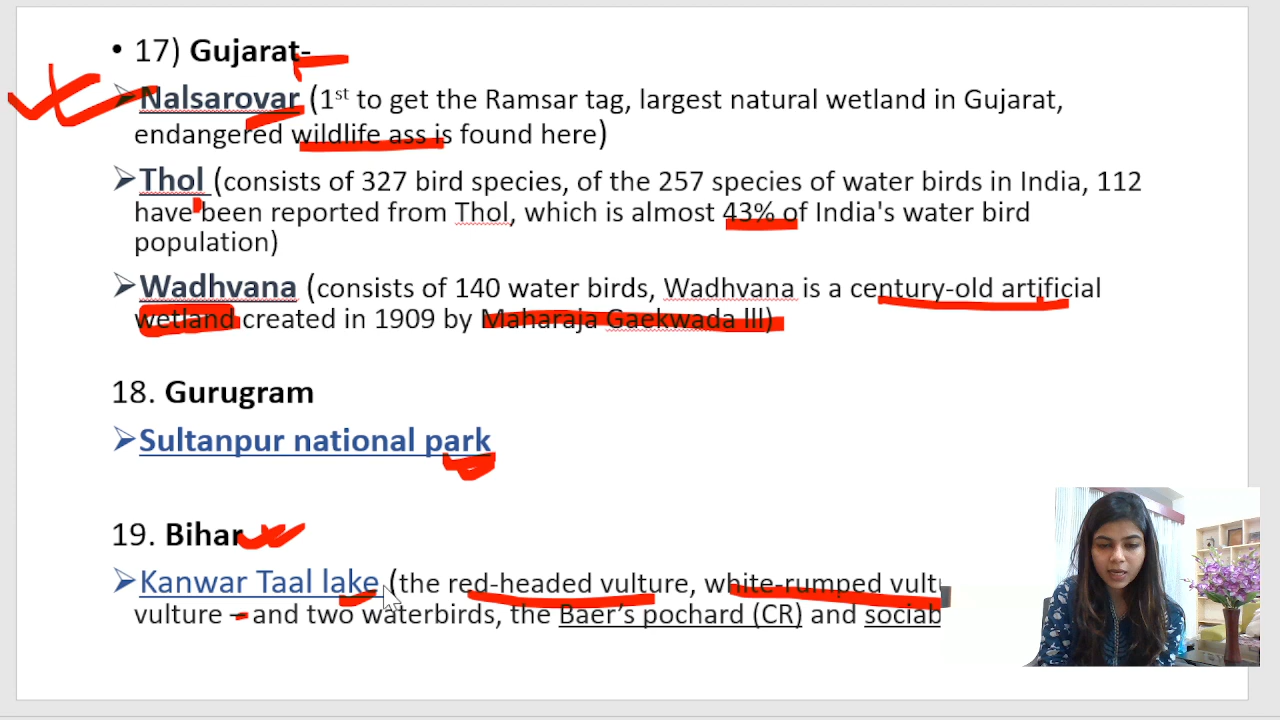 • 17) Gujarat-
➢Nalsarovar (1st to get the Ramsar tag, largest natural wetland in Gujarat,
endangered wildlife ass is found here)
➢Thol (consists of 327 bird species, of the 257 species of water birds in India, 112
have been reported from Thol, which is almost 43% of India's water bird
population)
➢Wadhvana (consists of 140 water birds, Wadhvana is a century-old artificial
wetland created in 1909 by Maharaja Gaekwada lll)
18. Gurugram
➢Sultanpur national park
19. Bihar
➢Kanwar Taal lake (the red-headed vulture, white-rumped
vulture – and two waterbirds, the Baer’s pochard (CR) and